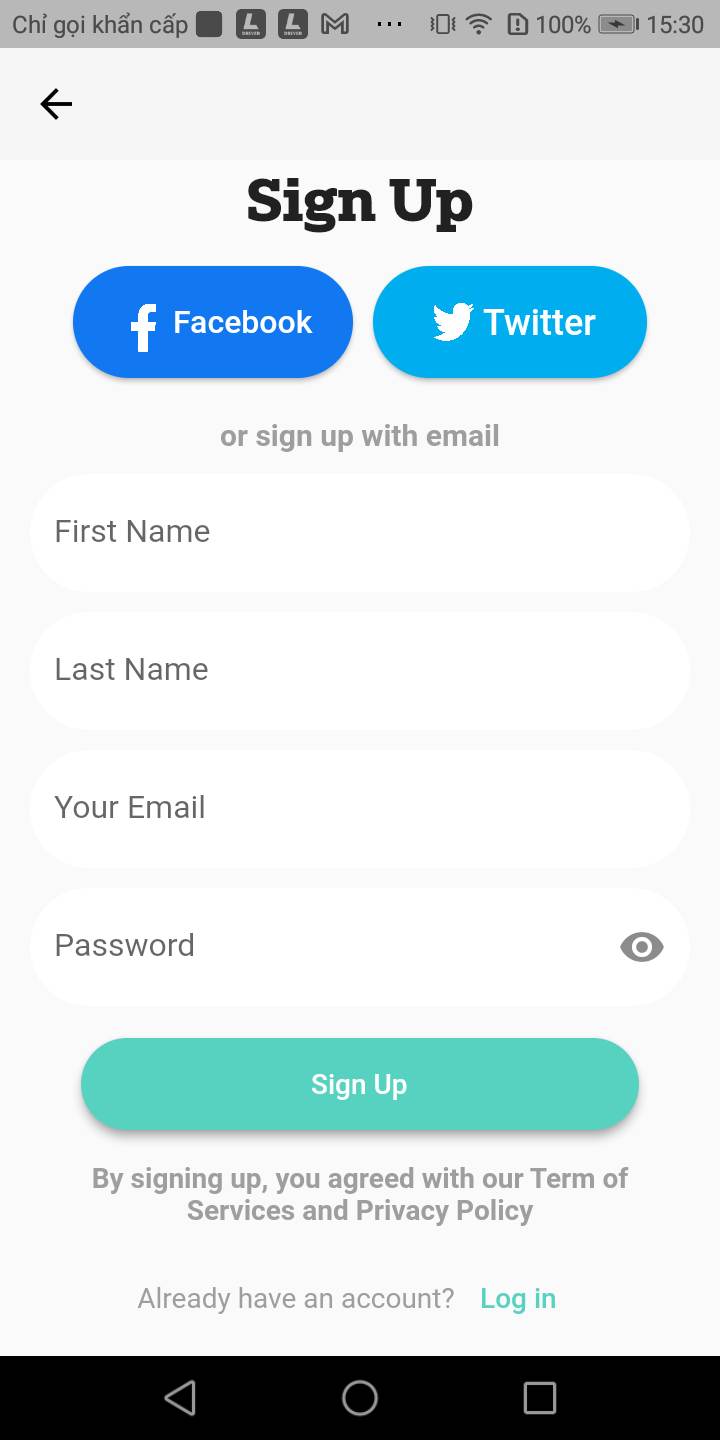 Chỉ gọi khẩn cấp 100% 15:30
Sign Up
Facebook Twitter
or sign up with email
First Name
Last Name
Your Email
Password
Sign Up
By signing up, you agreed with our Term of
Services and Privacy Policy
Already have an account? Log in